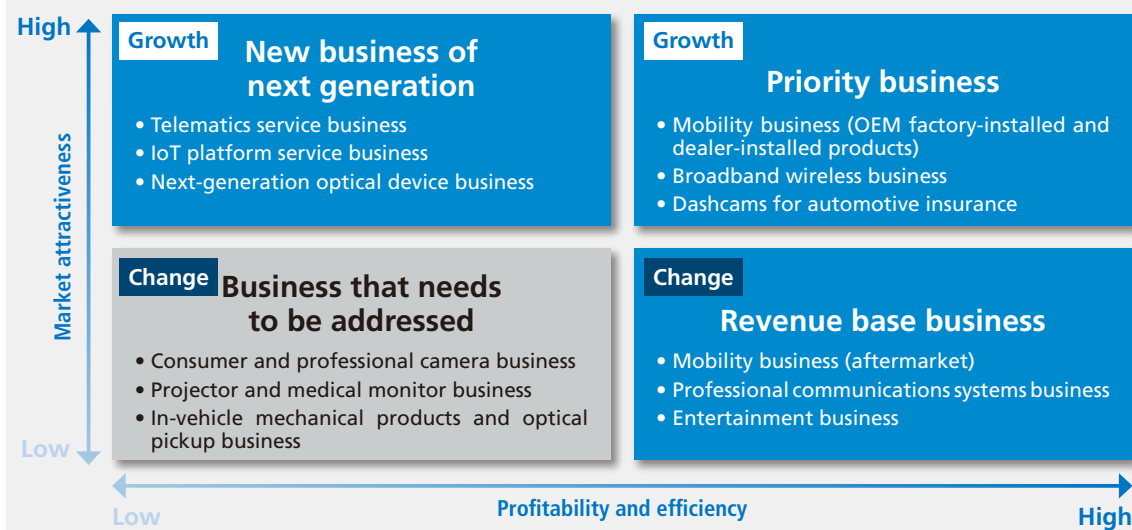 High
Market attractiveness
Low
Growth
New business of
next generation
• Telematics service business
• IoT platform service business
• Next-generation optical device business
Growth
Priority business
• Mobility business (OEM factory-installed and
dealer-installed products)
• Broadband wireless business
• Dashcams for automotive insurance
Change
Business that needs
to be addressed
• Consumer and professional camera business
• Projector and medical monitor business
• In-vehicle mechanical products and optical
pickup business
Change
Revenue base business
• Mobility business (aftermarket)
• Professional communications systems business
• Entertainment business
Low
Profitability and efficiency
High